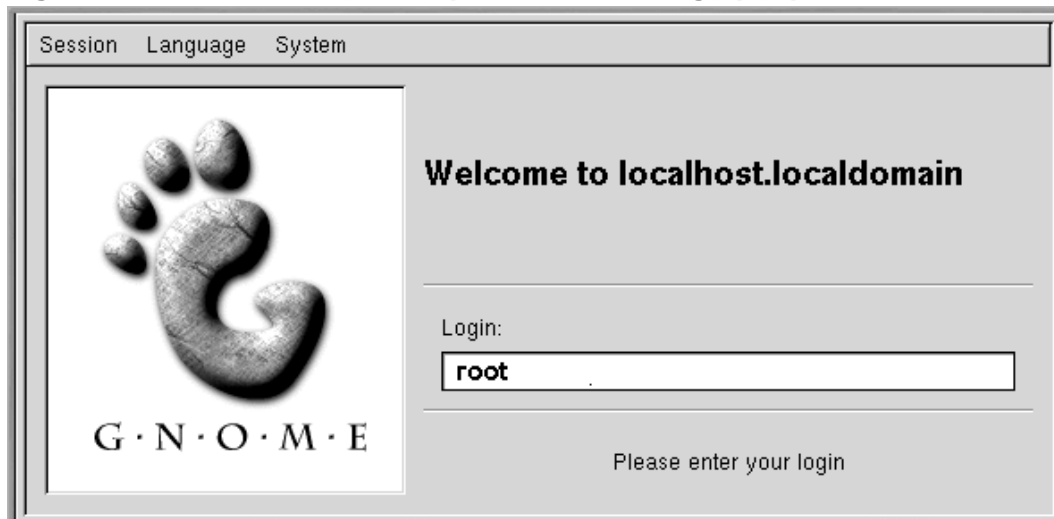 Session Language System
Welcome to localhost.localdomain
Login:
root
G·N·O·M·E
Please enter your login